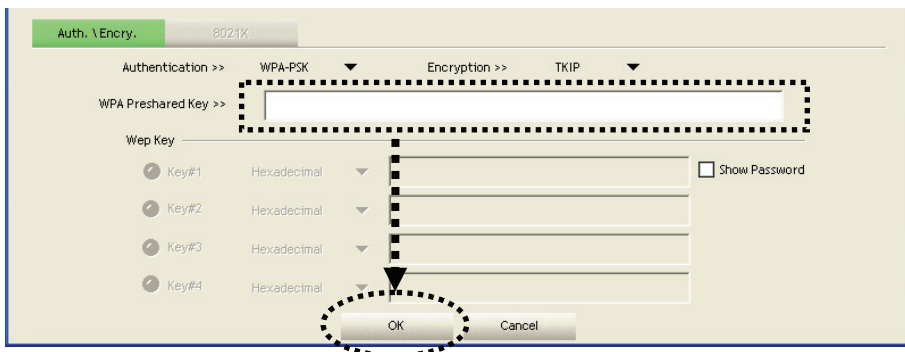 Auth. \ Encry. 8021X
Authentication >> WPA-PSK Encryption >> TKIP
WPA Preshared Key >>
Wep Key
Key#1 Hexadecimal Show Password
Key#2 Hexadecimal
Key#3 Hexadecimal
Key#4 Hexadecimal
OK Cancel